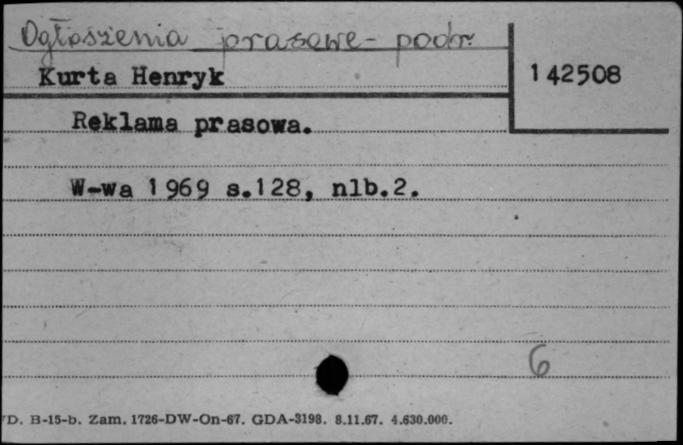 Ogłoszenia prasowe - podr.
Kurta Henryk
142508
Reklama prasowa.
W-wa 1969 s.128, nlb.2.
6
D. B-15-b. Zam. 1726-DW-On-67. GDA-3198. 8.11.67. 4.630.000.